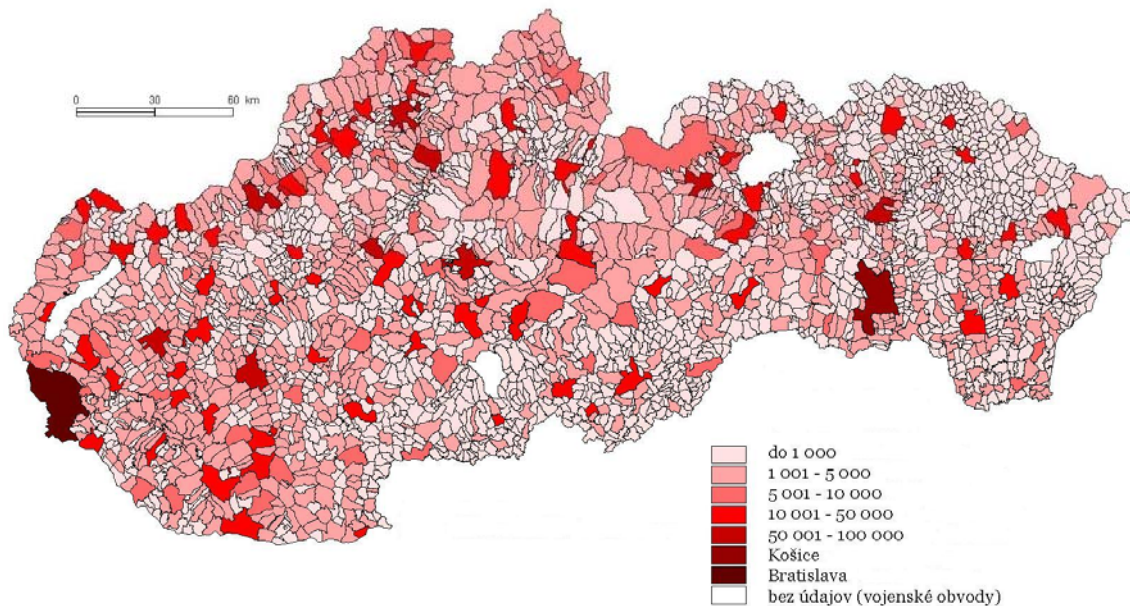 0 30 60 km
do 1 000
1 001 - 5 000
5 001 - 10 000
10 001 - 50 000
50 001 - 100 000
Košice
Bratislava
bez údajov (vojenské obvody)